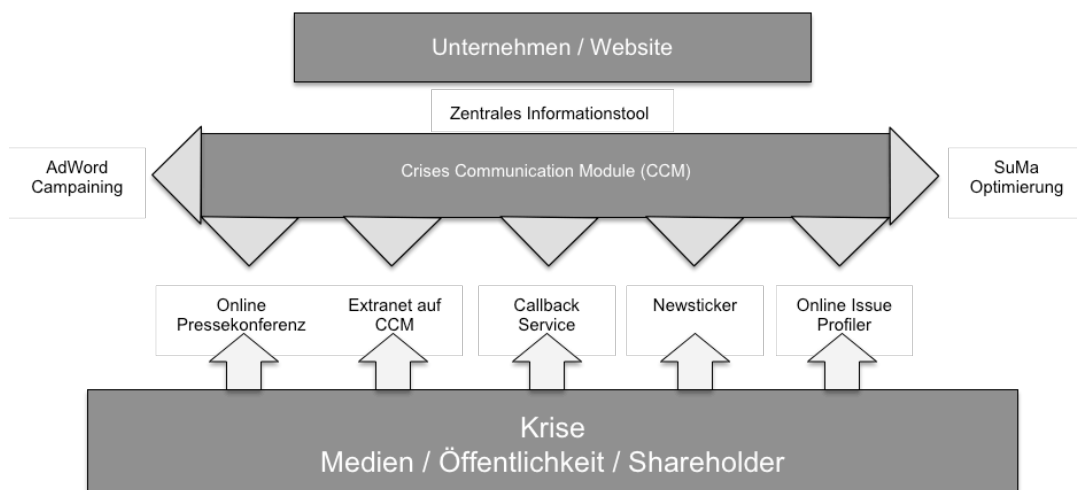 Unternehmen / Website
Zentrales Informationstool
AdWord
Campaining
Crises Communication Module (CCM)
SuMa
Optimierung
Online
Pressekonferenz
Extranet auf
CCM
Callback
Service
Newsticker
Online Issue
Profiler
Krise
Medien / Öffentlichkeit / Shareholder